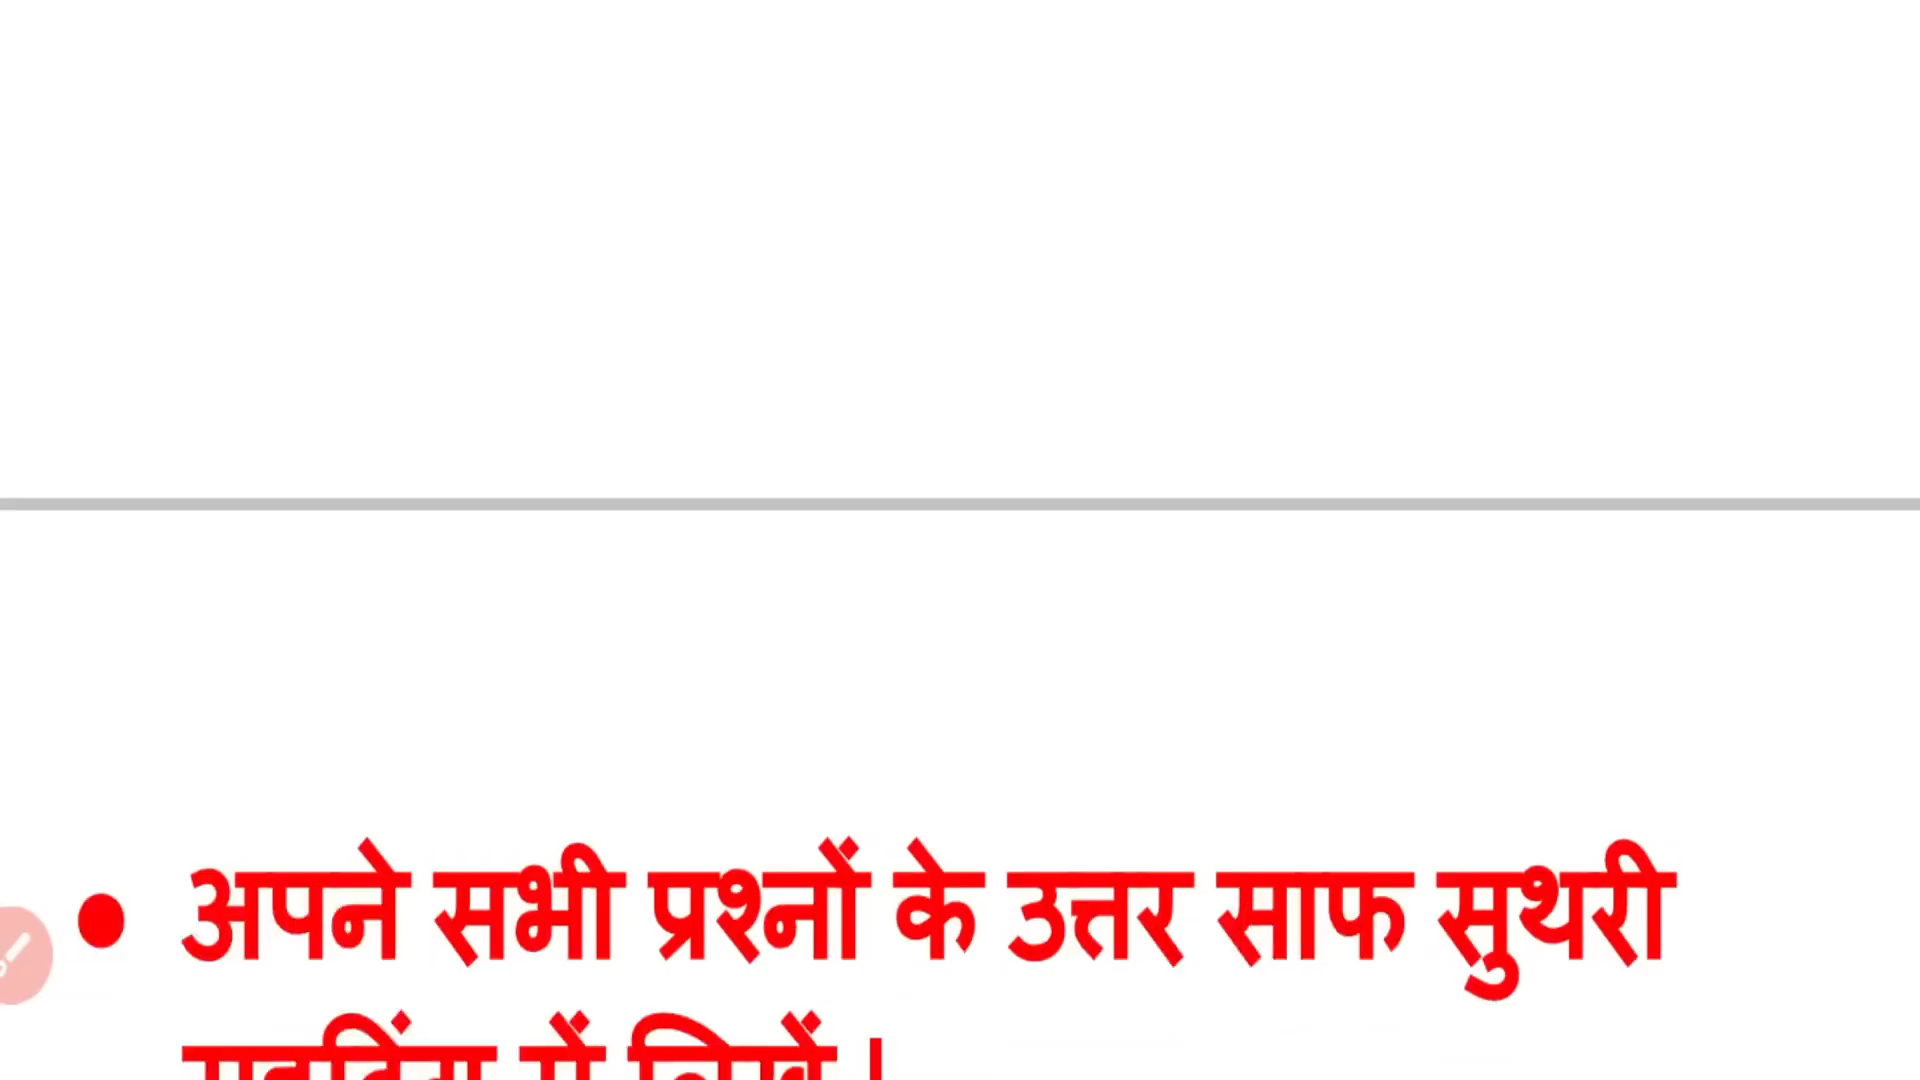 • अपने सभी प्रश्नों के उत्तर साफ सुथरी
में लिखें |